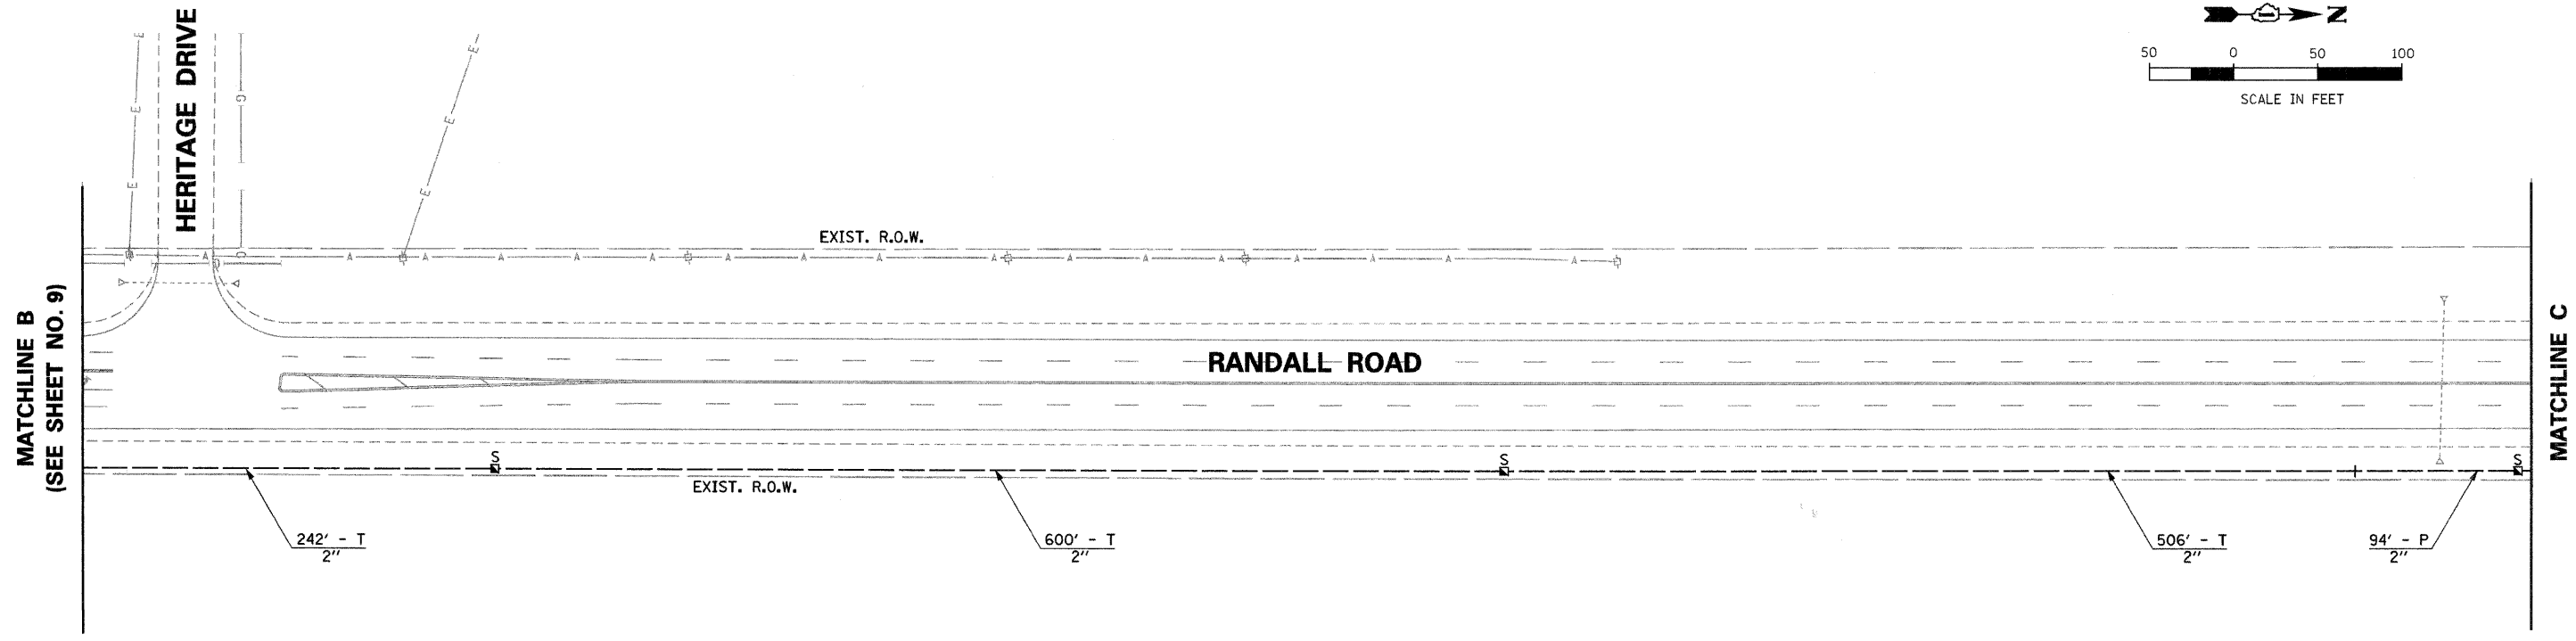 N
50 0 50 100
SCALE IN FEET
HERITAGE DRIVE
E
E
E
G
G
E
E
E
EXIST. R.O.W.
A A A A A A A A A A A A A A A A
MATCHLINE B
(SEE SHEET NO. 9)
RANDALL ROAD
MATCHLINE C
S
S
S
EXIST. R.O.W.
242' - T
2"
600' - T
2"
506' - T
2"
94' - P
2"